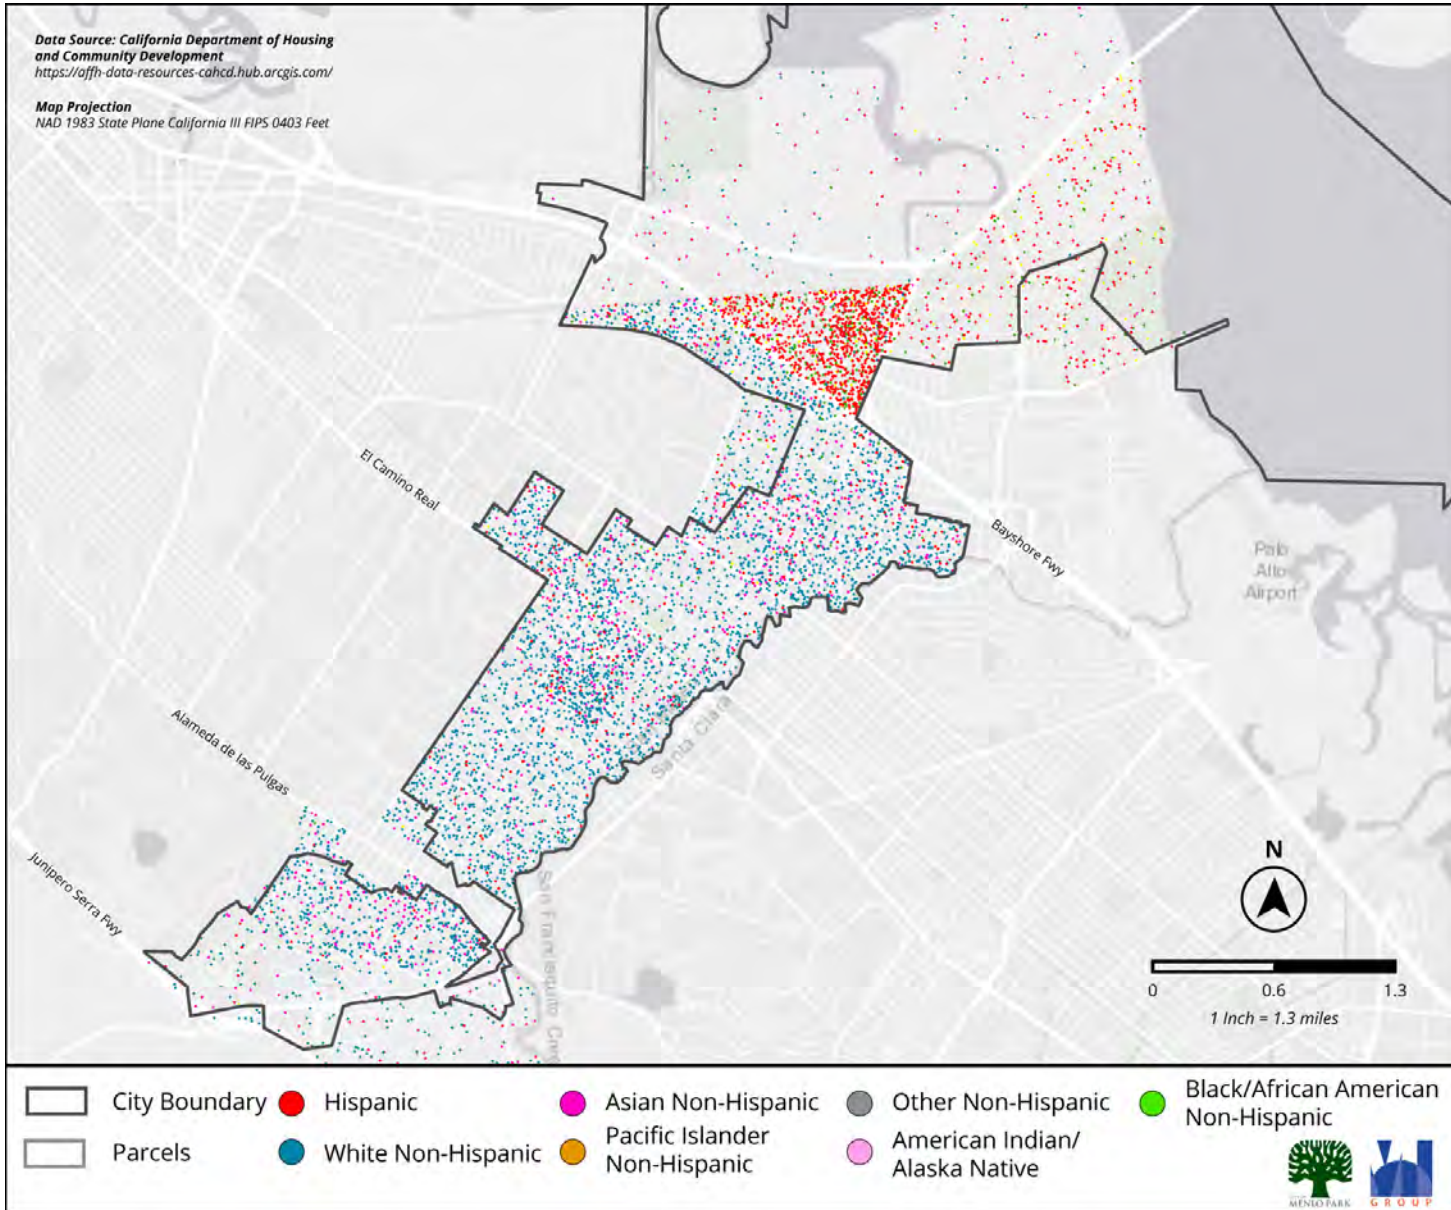 Data Source: California Department of Housing
and Community Development
https://affh-data-resources-cahcd.hub.arcgis.com/
Map Projection
NAD 1983 State Plane California III FIPS 0403 Feet
El Camino Real
Bayshore Fwy
Palo
Alto
Airport
Santa Clara
Alameda de las Pulgas
Junipero Serra Fwy
San Francisquito Cree
N
0 0.6 1.3
1 Inch = 1.3 miles
City Boundary
Hispanic
Asian Non-Hispanic
Other Non-Hispanic
Black/African American
Non-Hispanic
Parcels
White Non-Hispanic
Pacific Islander
Non-Hispanic
American Indian/
Alaska Native
MENLO PARK
GROUP